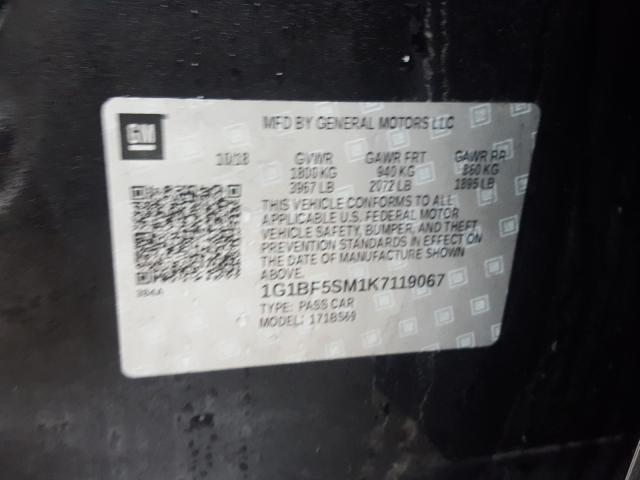 GM
MFD BY GENERAL MOTORS LLC
10/18 GVWR GAWR FRT GAWR RR
1800 KG 940 KG 860 KG
3967 LB 2072 LB 1895 LB
THIS VEHICLE CONFORMS TO ALL
APPLICABLE U.S. FEDERAL MOTOR
VEHICLE SAFETY, BUMPER, AND THEFT
PREVENTION STANDARDS IN EFFECT ON
THE DATE OF MANUFACTURE SHOWN
ABOVE.
1G1BF5SM1K7119067
TYPE: PASS CAR
MODEL: 171BS69